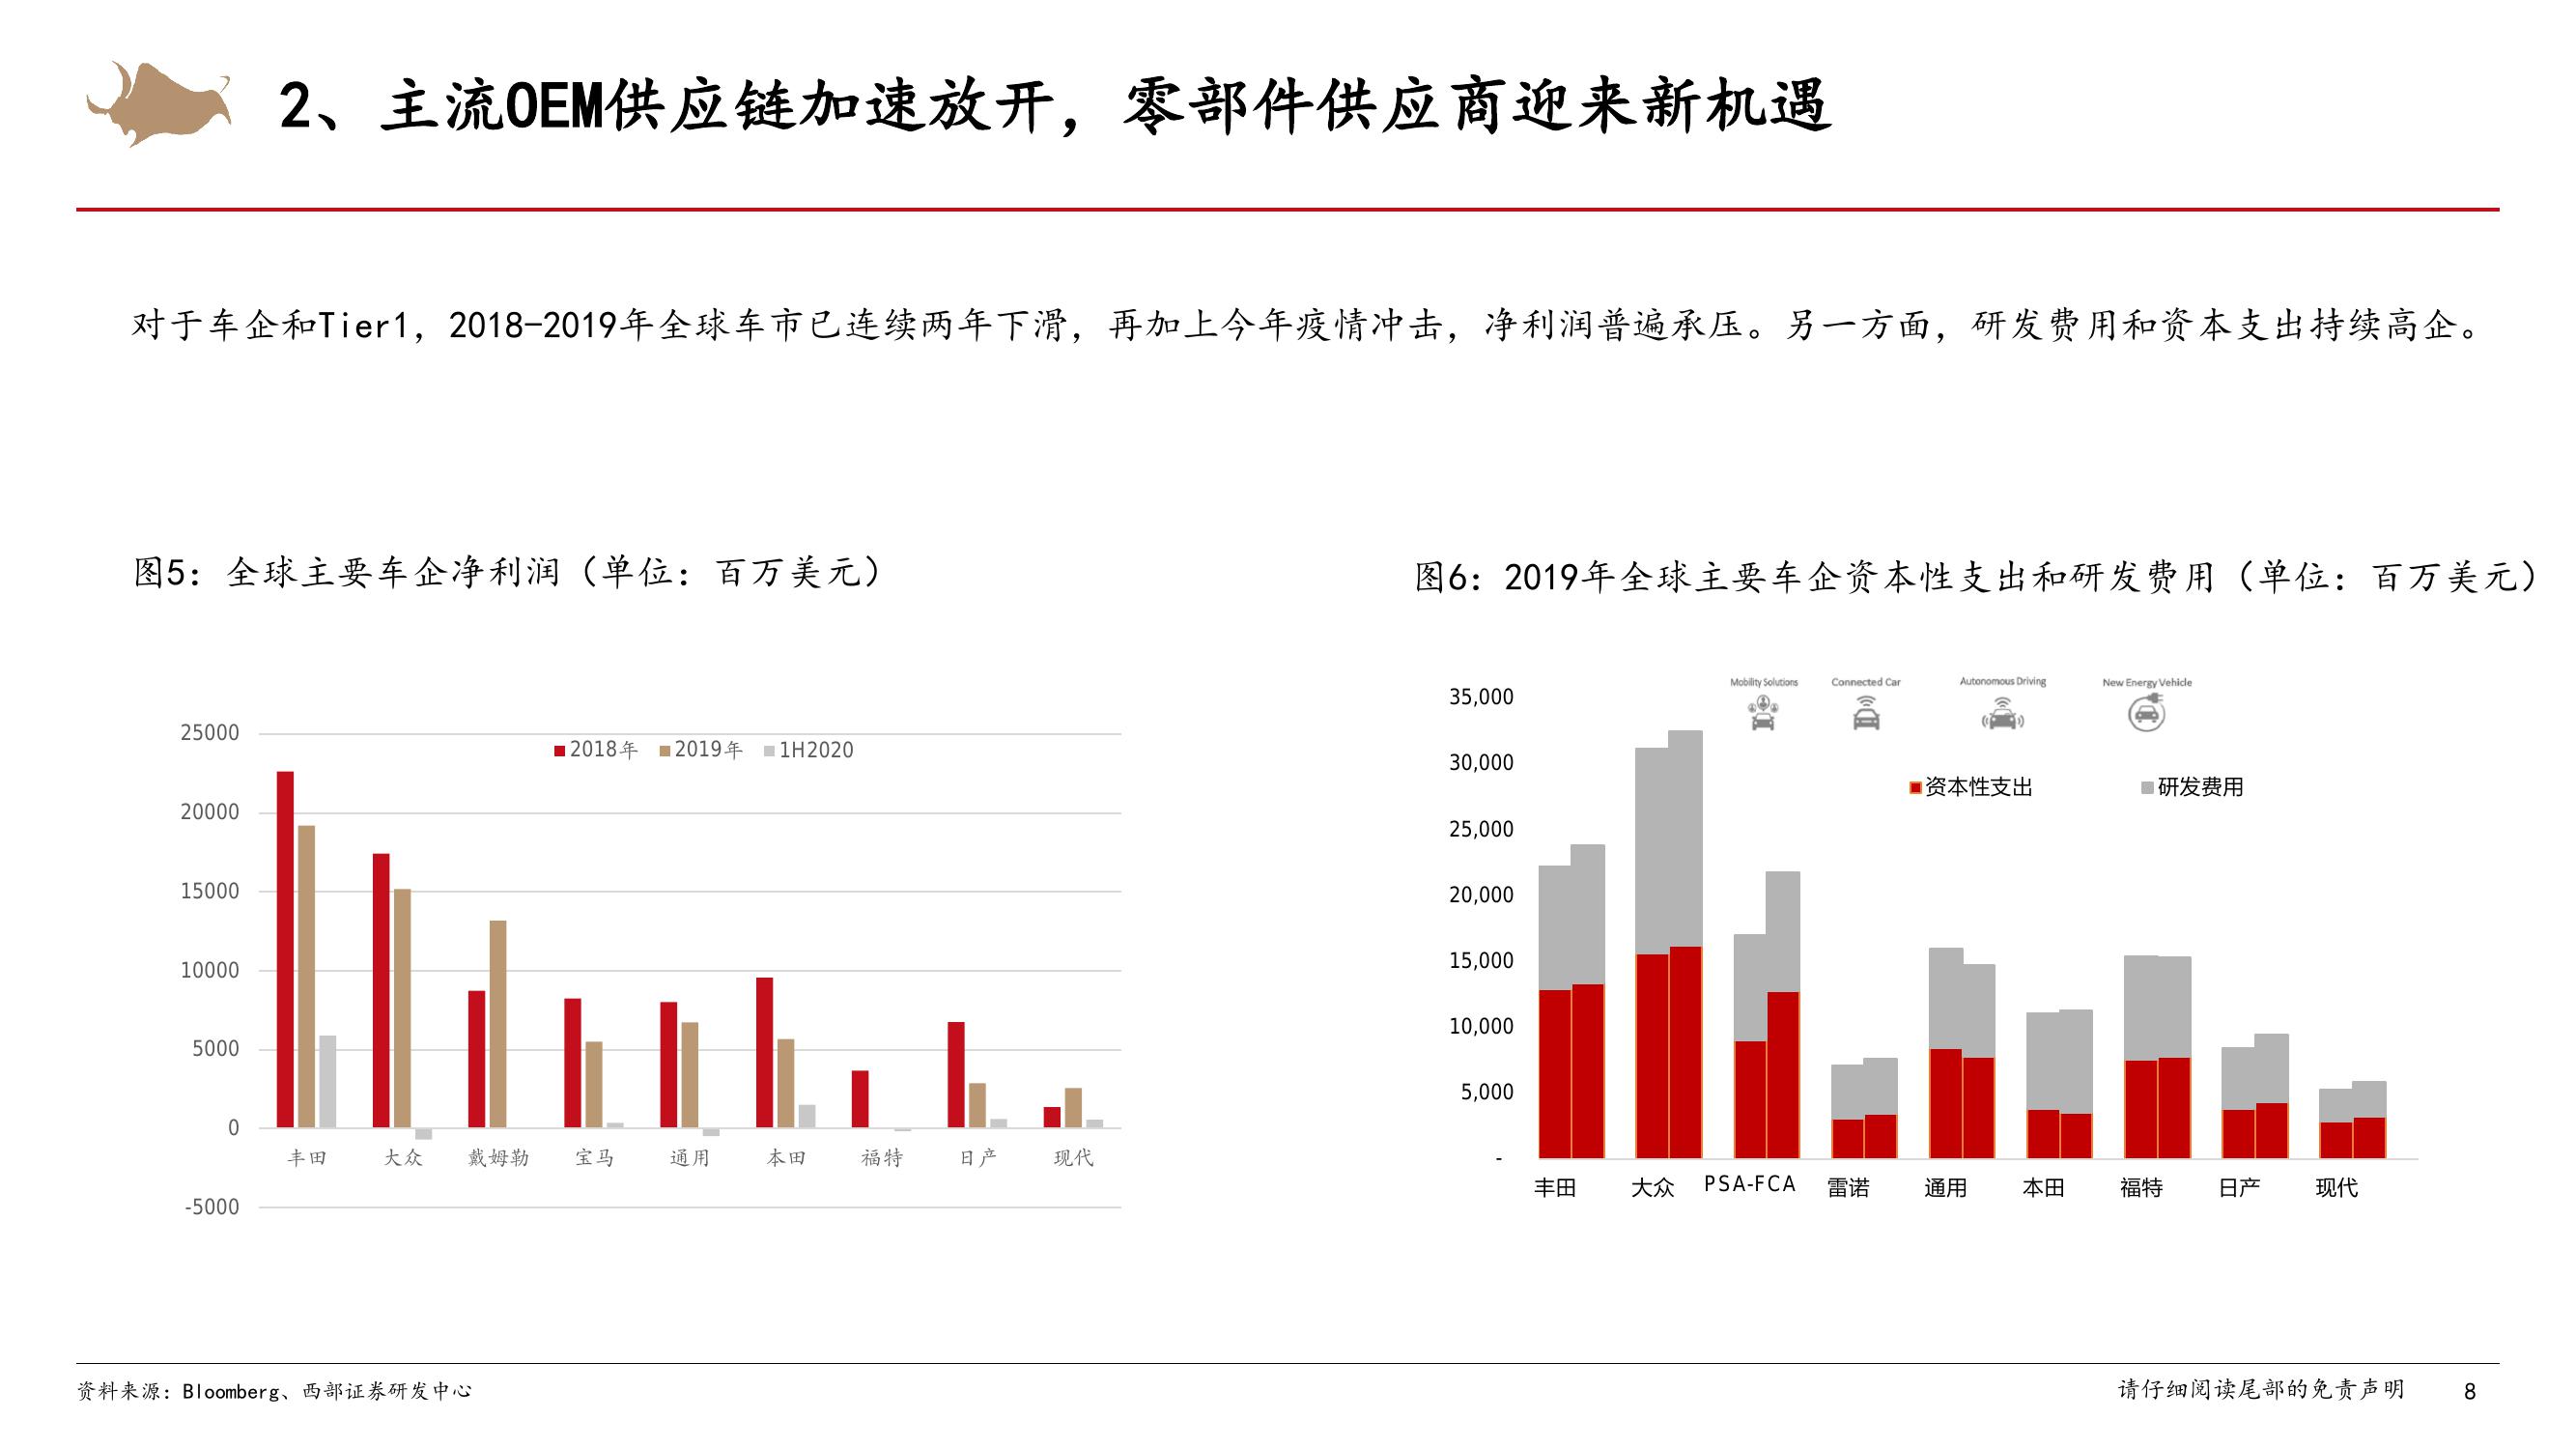 2、主流OEM供应链加速放开，零部件供应商迎来新机遇
对于车企和Tier1，2018-2019年全球车市已连续两年下滑，再加上今年疫情冲击，净利润普遍承压。另一方面，研发费用和资本支出持续高企。
图5：全球主要车企净利润（单位：百万美元）
25000
20000
15000
10000
5000
0
-5000
2018年 2019年 1H2020
丰田 大众 戴姆勒 宝马 通用 本田 福特 日产 现代
图6：2019年全球主要车企资本性支出和研发费用（单位：百万美元）
Mobility Solutions Connected Car Autonomous Driving New Energy Vehicle
35,000
30,000
25,000
20,000
15,000
10,000
5,000
-
资本性支出 研发费用
丰田 大众 PSA-FCA 雷诺 通用 本田 福特 日产 现代
资料来源：Bloomberg、西部证券研发中心
请仔细阅读尾部的免责声明 8